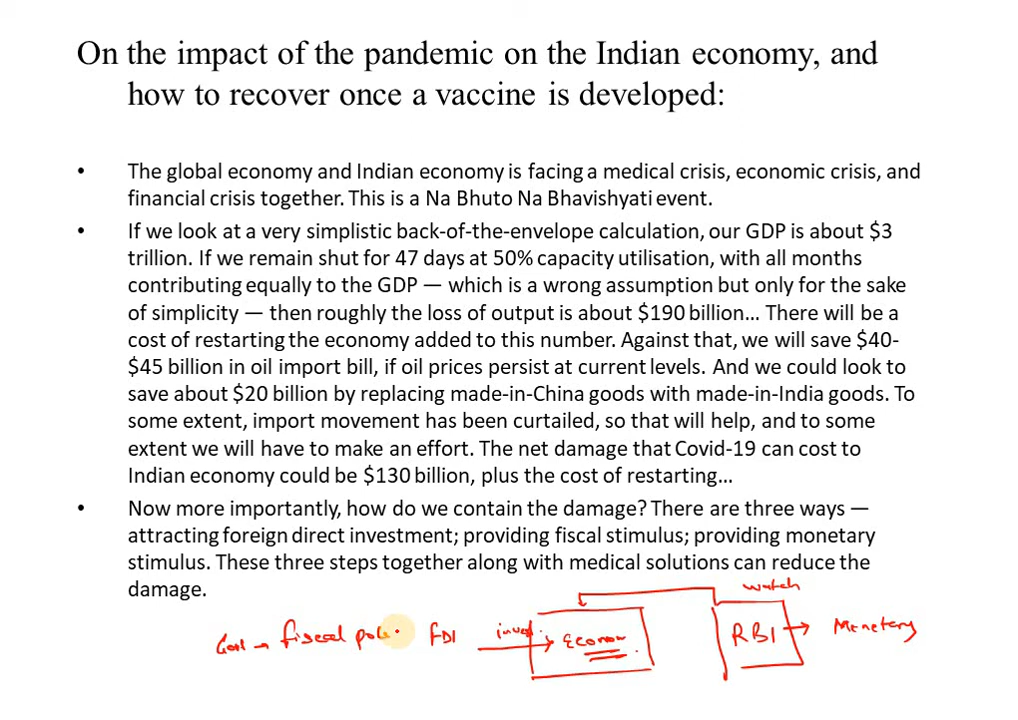 On the impact of the pandemic on the Indian economy, and
how to recover once a vaccine is developed:
• The global economy and Indian economy is facing a medical crisis, economic crisis, and
financial crisis together. This is a Na Bhuto Na Bhavishyati event.
• If we look at a very simplistic back-of-the-envelope calculation, our GDP is about $3
trillion. If we remain shut for 47 days at 50% capacity utilisation, with all months
contributing equally to the GDP — which is a wrong assumption but only for the sake
of simplicity — then roughly the loss of output is about $190 billion... There will be a
cost of restarting the economy added to this number. Against that, we will save $40-
$45 billion in oil import bill, if oil prices persist at current levels. And we could look to
save about $20 billion by replacing made-in-China goods with made-in-India goods. To
some extent, import movement has been curtailed, so that will help, and to some
extent we will have to make an effort. The net damage that Covid-19 can cost to
Indian economy could be $130 billion, plus the cost of restarting...
• Now more importantly, how do we contain the damage? There are three ways —
attracting foreign direct investment; providing fiscal stimulus; providing monetary
stimulus. These three steps together along with medical solutions can reduce the
damage.
watch
fiscal FDI RBI Monetary